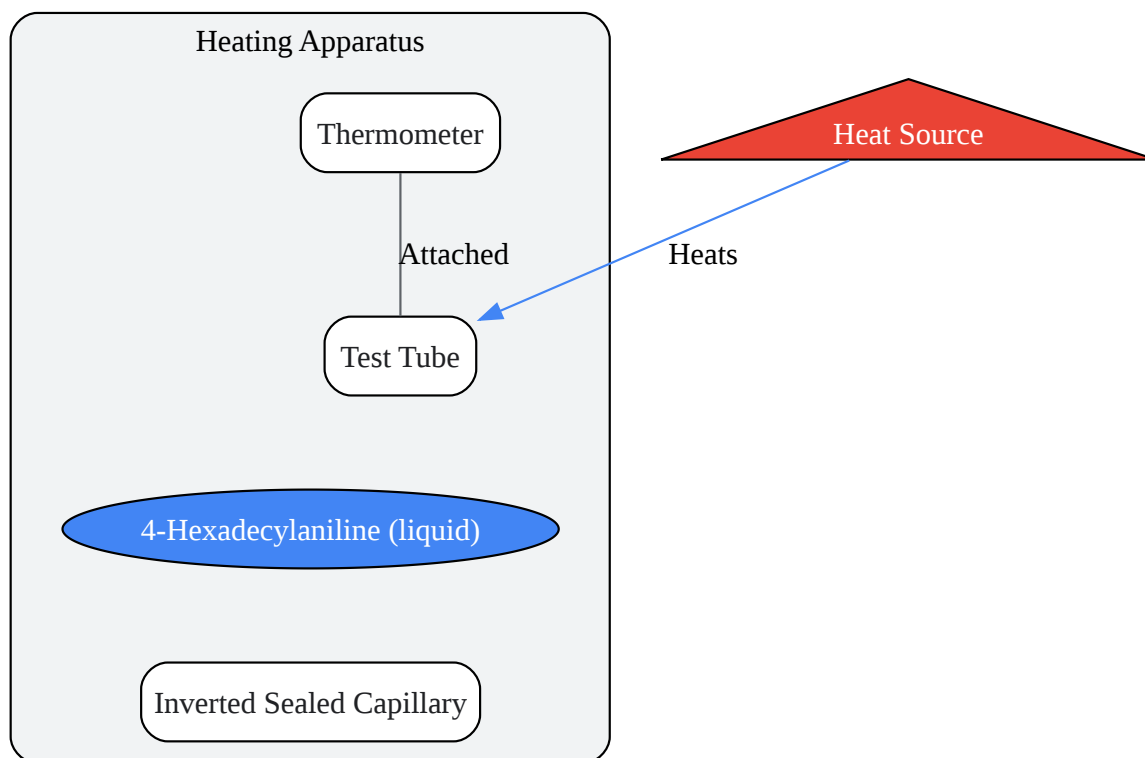 Heating Apparatus
Thermometer
Heat Source
Attached
Heats
Test Tube
4-Hexadecylaniline (liquid)
Inverted Sealed Capillary